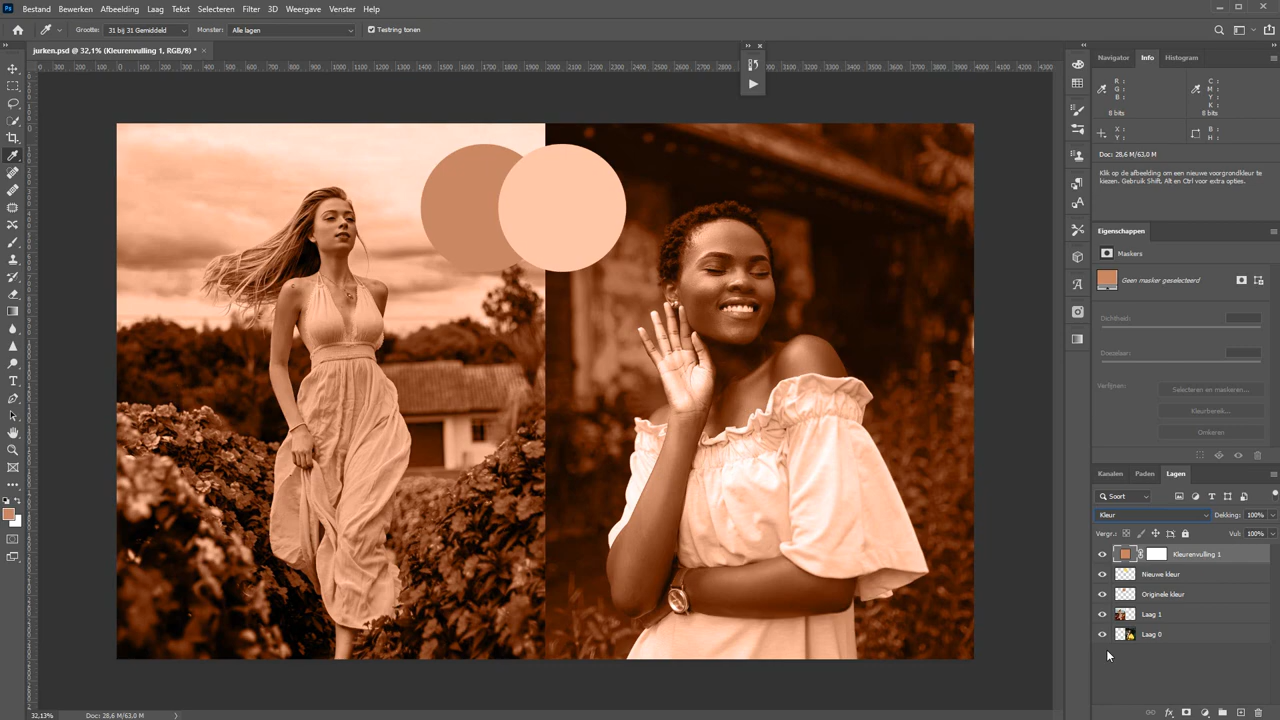 Ps Bestand Bewerken Afbeelding Laag Tekst Selecteren Filter 3D Weergave Venster Help
Grootte: 31 bij 31 Gemiddeld Monster: Alle lagen Testring tonen
jurken.psd @ 32,1% (Kleurenvulling 1, RGB/8) * ×
Navigator Info Histogram
R : C :
G : M :
B : Y :
K :
8 bits 8 bits
X : B :
Y : H :
Doc: 28,6 M/63,0 M
Klik op de afbeelding om een nieuwe voorgrondkleur te
kiezen. Gebruik Shift, Alt en Ctrl voor extra opties.
Eigenschappen
Maskers
Geen masker geselecteerd
Dichtheid:
Doezelaar:
Verfijnen: Selecteren en maskeren...
Kleurbereik...
Omkeren
Kanalen Paden Lagen
Soort
Kleur Dekking: 100%
Vergr.: Vul: 100%
Kleurenvulling 1
Nieuwe kleur
Originele kleur
Laag 1
Laag 0
32,13% Doc: 28,6 M/63,0 M